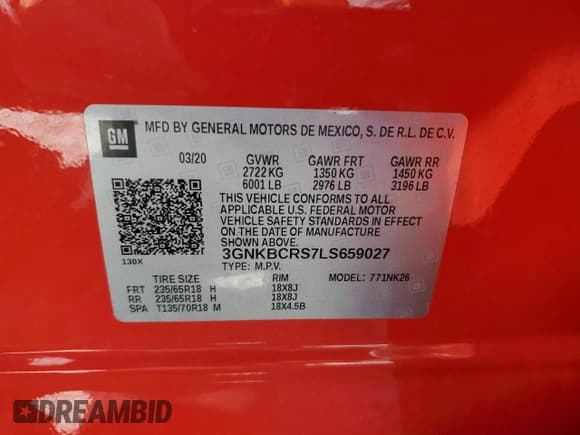 GM
MFD BY GENERAL MOTORS DE MEXICO, S. DE R.L. DE C.V.
03/20 GVWR GAWR FRT GAWR RR
2722 KG 1350 KG 1450 KG
6001 LB 2976 LB 3196 LB
THIS VEHICLE CONFORMS TO ALL
APPLICABLE U.S. FEDERAL MOTOR
VEHICLE SAFETY STANDARDS IN EFFECT
ON THE DATE OF MANUFACTURE
SHOWN ABOVE.
3GNKBCRS7LS659027
130X
TYPE: M.P.V. MODEL: 771NK26
TIRE SIZE RIM
FRT 235/65R18 H 18X8J
RR 235/65R18 H 18X8J
SPA T135/70R18 M 18X4.5B
DREAMBID